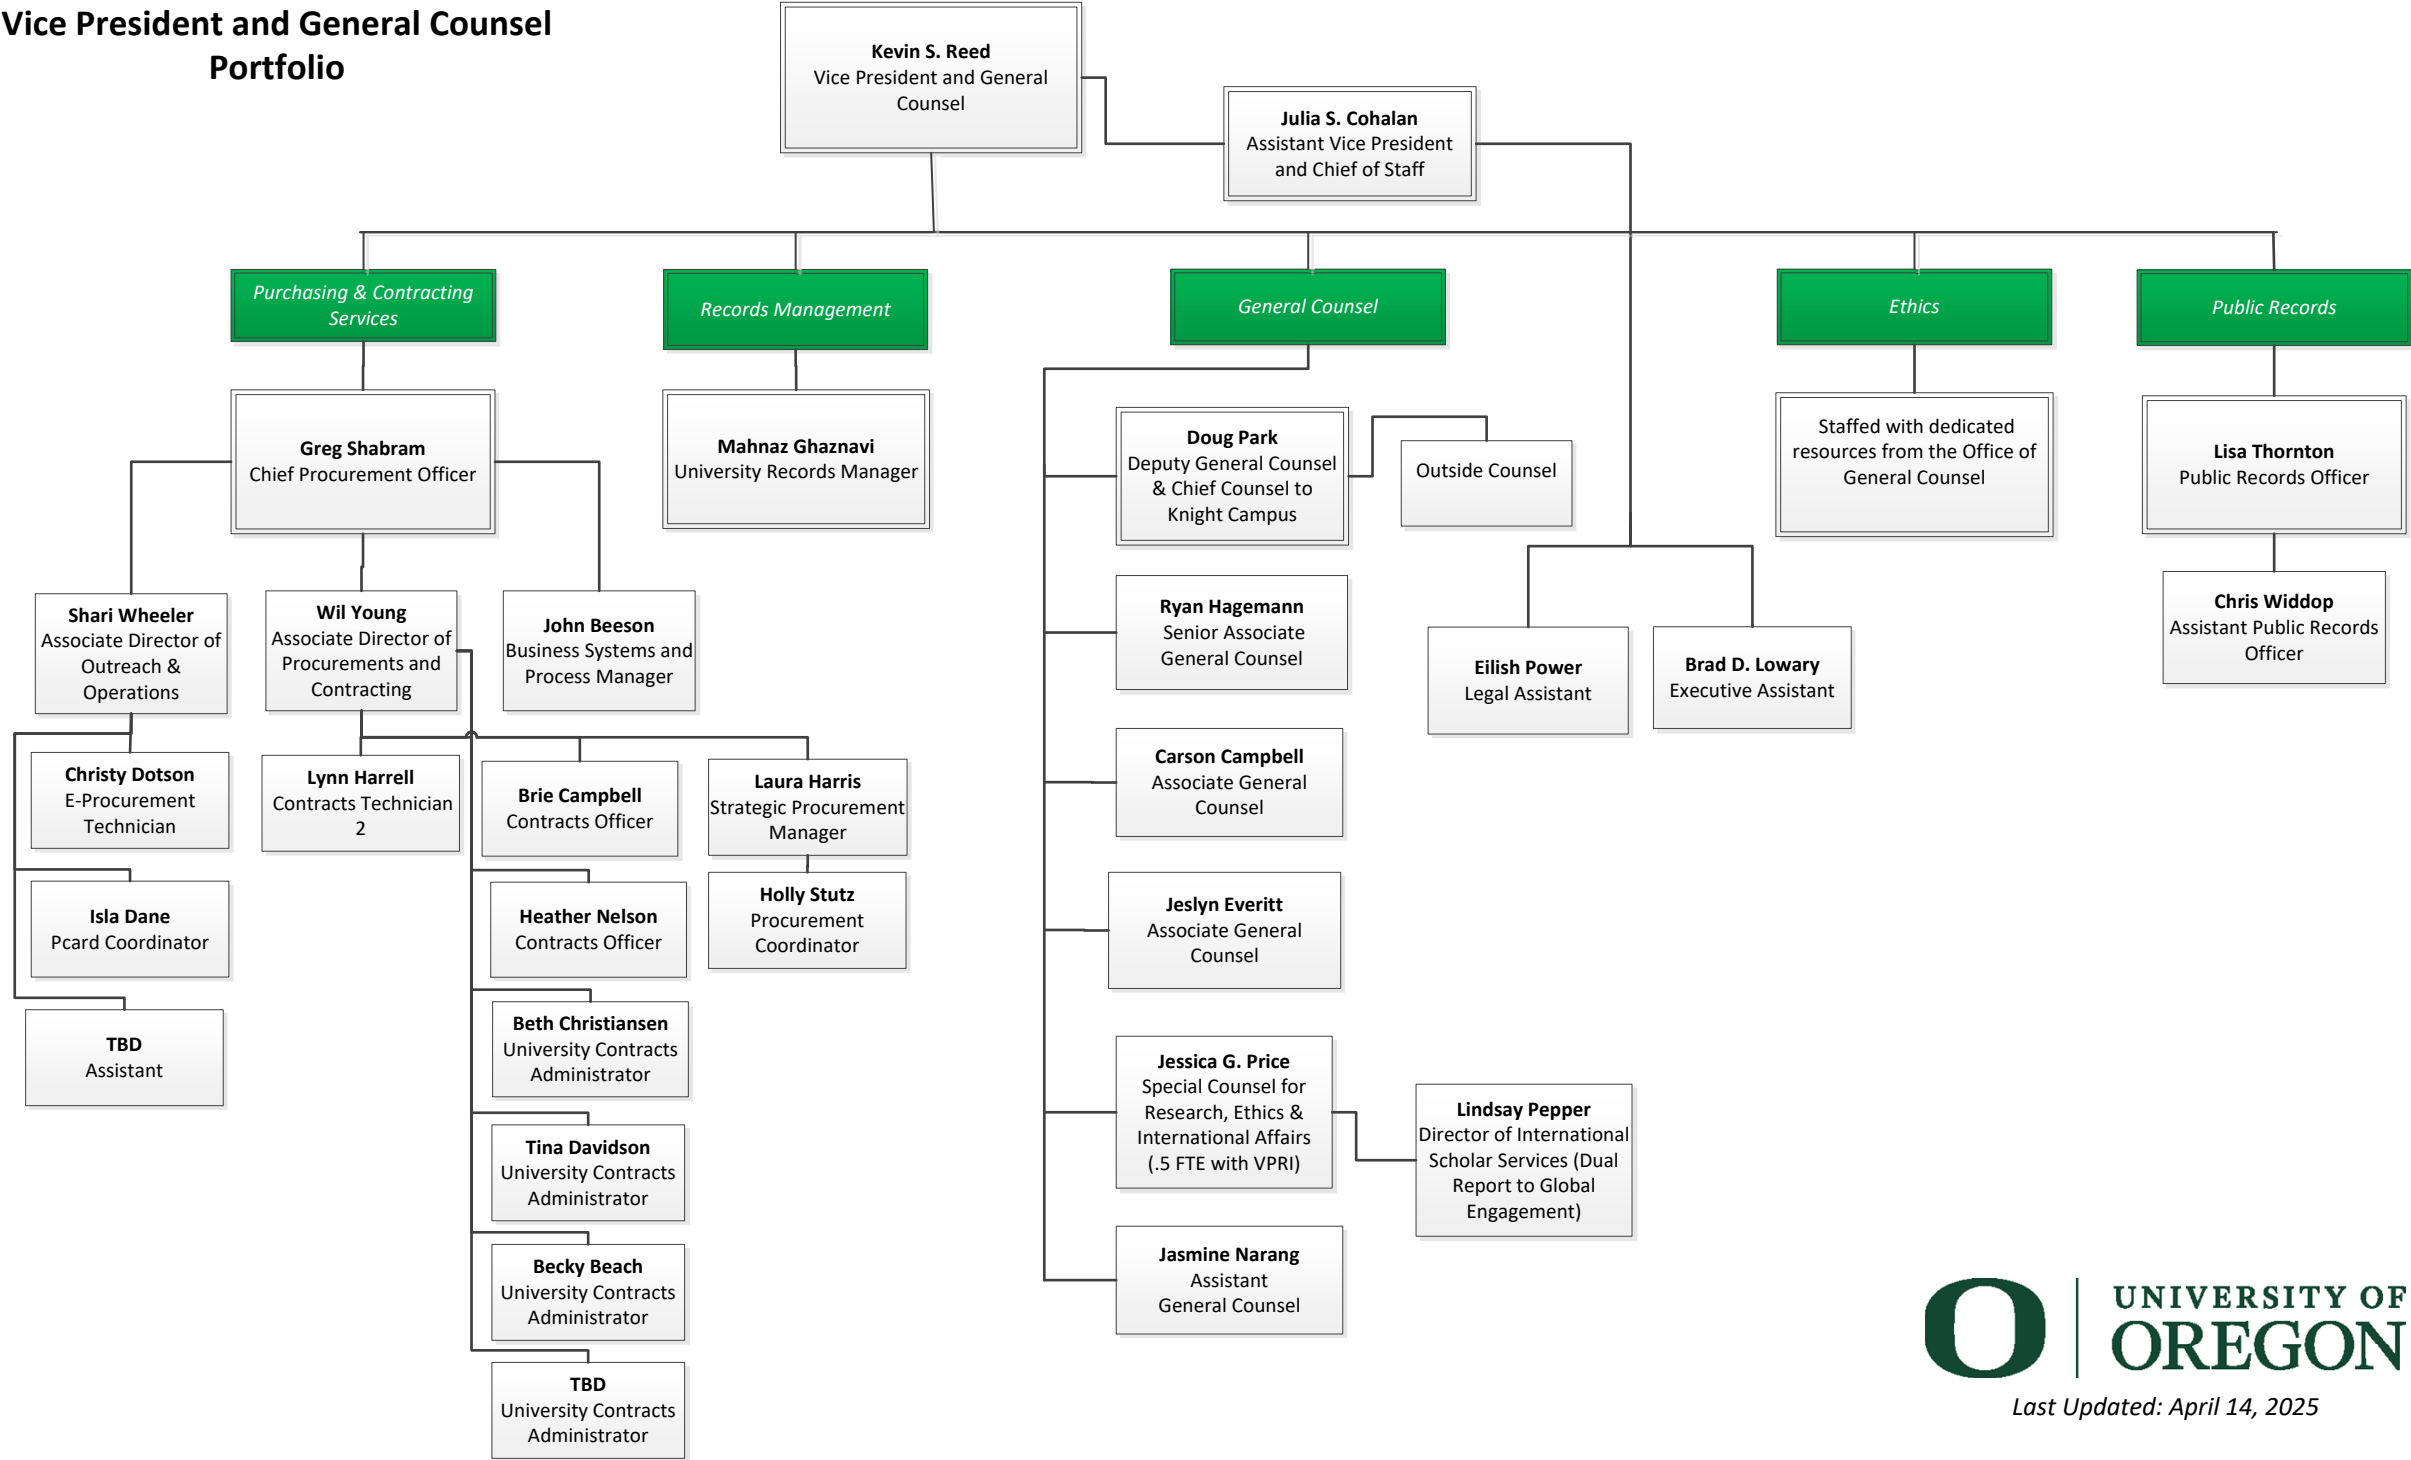 Vice President and General Counsel
Portfolio
Kevin S. Reed
Vice President and General
Counsel
Julia S. Cohalan
Assistant Vice President
and Chief of Staff
Purchasing & Contracting
Services
Records Management
General Counsel
Ethics
Public Records
Greg Shabram
Chief Procurement Officer
Mahnaz Ghaznavi
University Records Manager
Doug Park
Deputy General Counsel
& Chief Counsel to
Knight Campus
Outside Counsel
Staffed with dedicated
resources from the Office of
General Counsel
Lisa Thornton
Public Records Officer
Shari Wheeler
Associate Director of
Outreach &
Operations
Wil Young
Associate Director of
Procurements and
Contracting
John Beeson
Business Systems and
Process Manager
Ryan Hagemann
Senior Associate
General Counsel
Eilish Power
Legal Assistant
Brad D. Lowary
Executive Assistant
Chris Widdop
Assistant Public Records
Officer
Christy Dotson
E-Procurement
Technician
Lynn Harrell
Contracts Technician
2
Brie Campbell
Contracts Officer
Laura Harris
Strategic Procurement
Manager
Carson Campbell
Associate General
Counsel
Isla Dane
Pcard Coordinator
Heather Nelson
Contracts Officer
Holly Stutz
Procurement
Coordinator
Jeslyn Everitt
Associate General
Counsel
TBD
Assistant
Beth Christiansen
University Contracts
Administrator
Jessica G. Price
Special Counsel for
Research, Ethics &
International Affairs
(.5 FTE with VPRI)
Lindsay Pepper
Director of International
Scholar Services (Dual
Report to Global
Engagement)
Tina Davidson
University Contracts
Administrator
Becky Beach
University Contracts
Administrator
Jasmine Narang
Assistant
General Counsel
TBD
University Contracts
Administrator
UNIVERSITY OF
OREGON
Last Updated: April 14, 2025